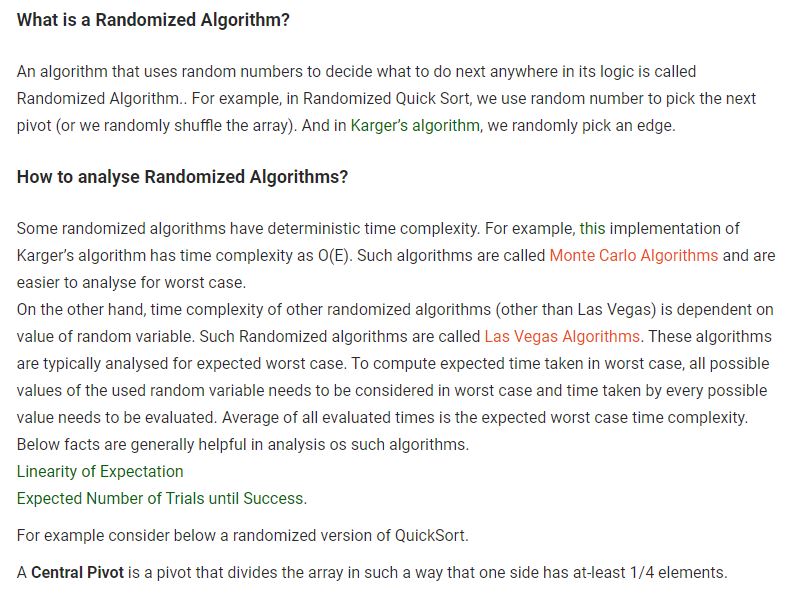 What is a Randomized Algorithm?
An algorithm that uses random numbers to decide what to do next anywhere in its logic is called
Randomized Algorithm.. For example, in Randomized Quick Sort, we use random number to pick the next
pivot (or we randomly shuffle the array). And in Karger’s algorithm, we randomly pick an edge.
How to analyse Randomized Algorithms?
Some randomized algorithms have deterministic time complexity. For example, this implementation of
Karger’s algorithm has time complexity as O(E). Such algorithms are called Monte Carlo Algorithms and are
easier to analyse for worst case.
On the other hand, time complexity of other randomized algorithms (other than Las Vegas) is dependent on
value of random variable. Such Randomized algorithms are called Las Vegas Algorithms. These algorithms
are typically analysed for expected worst case. To compute expected time taken in worst case, all possible
values of the used random variable needs to be considered in worst case and time taken by every possible
value needs to be evaluated. Average of all evaluated times is the expected worst case time complexity.
Below facts are generally helpful in analysis os such algorithms.
Linearity of Expectation
Expected Number of Trials until Success.
For example consider below a randomized version of QuickSort.
A Central Pivot is a pivot that divides the array in such a way that one side has at-least 1/4 elements.